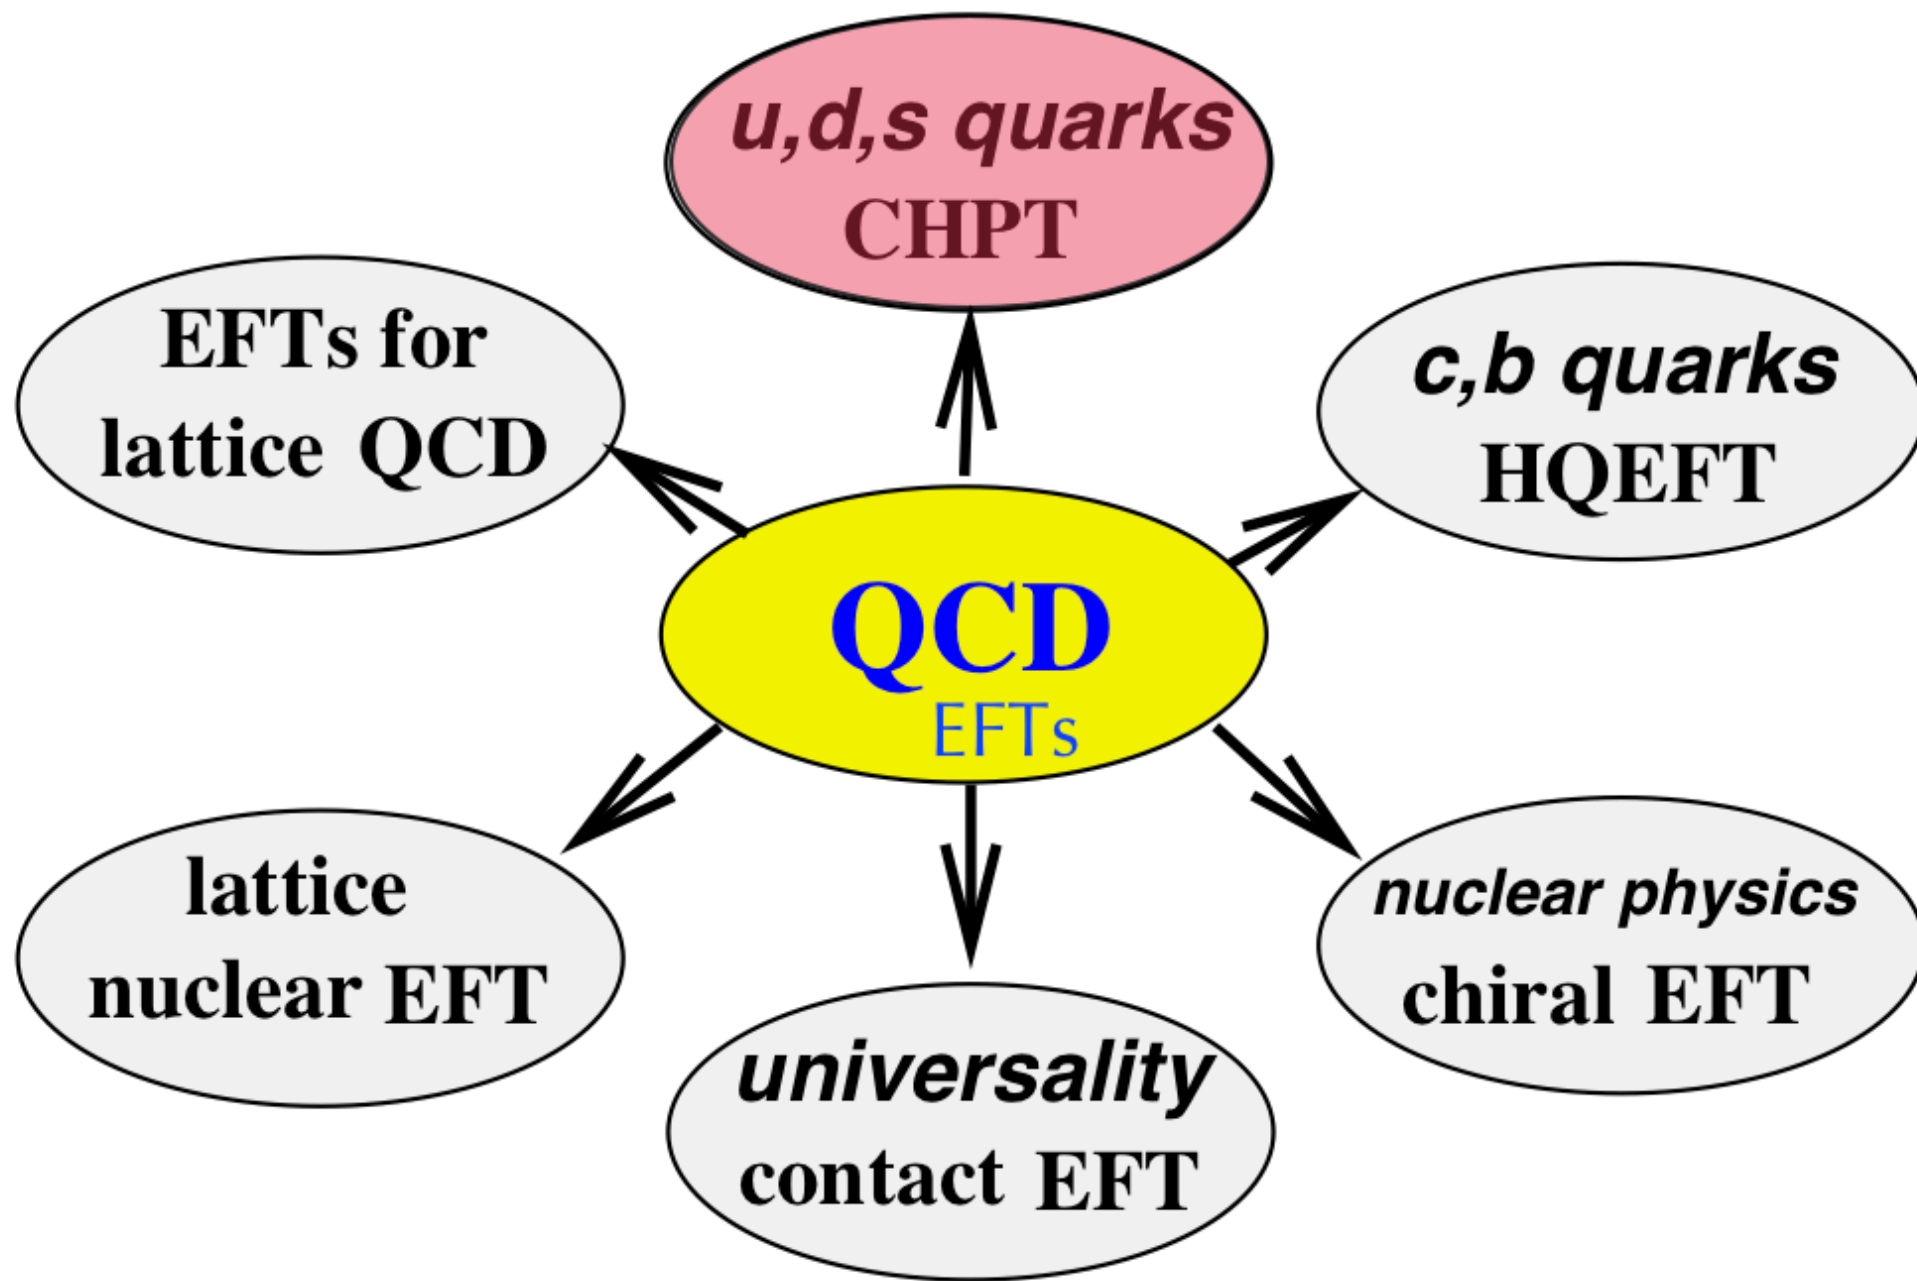 u,d,s quarks
CHPT
EFTs for
lattice QCD
c,b quarks
HQEFT
QCD
EFTs
lattice
nuclear EFT
nuclear physics
chiral EFT
universality
contact EFT